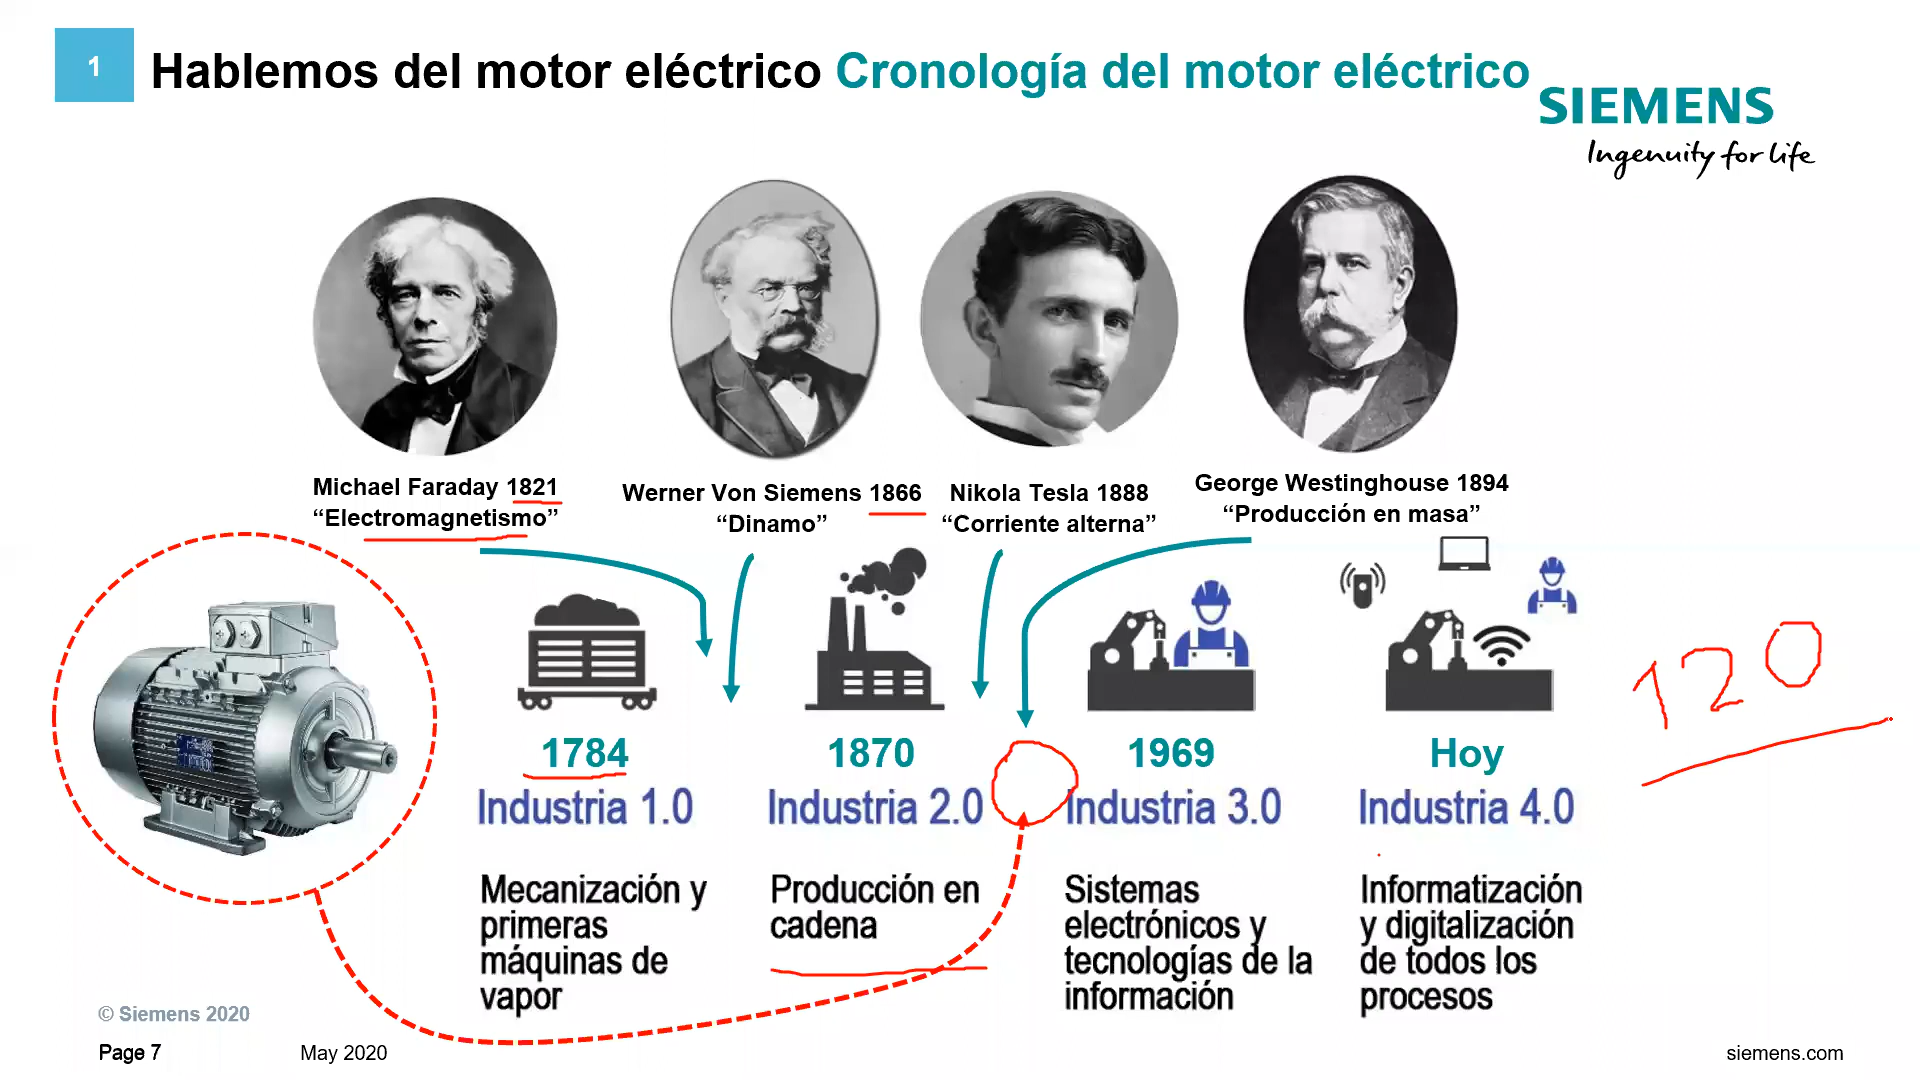 1
Hablemos del motor eléctrico Cronología del motor eléctrico
SIEMENS
Ingenuity for life
Michael Faraday 1821
“Electromagnetismo”
Werner Von Siemens 1866
“Dinamo”
Nikola Tesla 1888
“Corriente alterna”
George Westinghouse 1894
“Producción en masa”
120
1784
Industria 1.0
Mecanización y
primeras
máquinas de
vapor
1870
Industria 2.0
Producción en
cadena
1969
Industria 3.0
Sistemas
electrónicos y
tecnologías de la
información
Hoy
Industria 4.0
Informatización
y digitalización
de todos los
procesos
© Siemens 2020
Page 7
May 2020
siemens.com